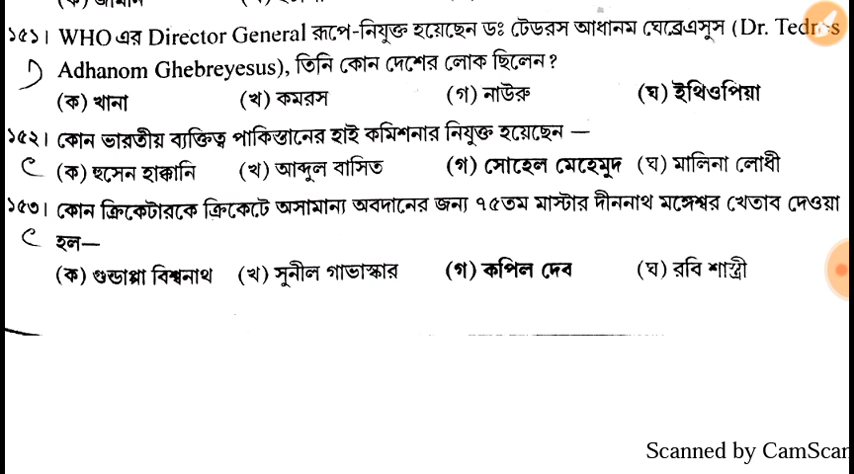 ১৫১। WHO এর Director General রূপে-নিযুক্ত হয়েছেন ডঃ টেডরস আধানম ঘেব্রেএসুস (Dr. Tedros
D Adhanom Ghebreyesus), তিনি কোন দেশের লোক ছিলেন?
(ক) থানা (খ) কমরস (গ) নাউরু (ঘ) ইথিওপিয়া
১৫২। কোন ভারতীয় ব্যক্তিত্ব পাকিস্তানের হাই কমিশনার নিযুক্ত হয়েছেন —
C (ক) হুসেন হাক্কানি (খ) আব্দুল বাসিত (গ) সোহেল মেহেমুদ (ঘ) মালিনা লোধী
১৫৩। কোন ক্রিকেটারকে ক্রিকেটে অসামান্য অবদানের জন্য ৭৫তম মাস্টার দীননাথ মঙ্গেশ্বর খেতাব দেওয়া
C হল—
(ক) গুন্ডাপ্পা বিশ্বনাথ (খ) সুনীল গাভাস্কার (গ) কপিল দেব (ঘ) রবি শাস্ত্রী
Scanned by CamScan